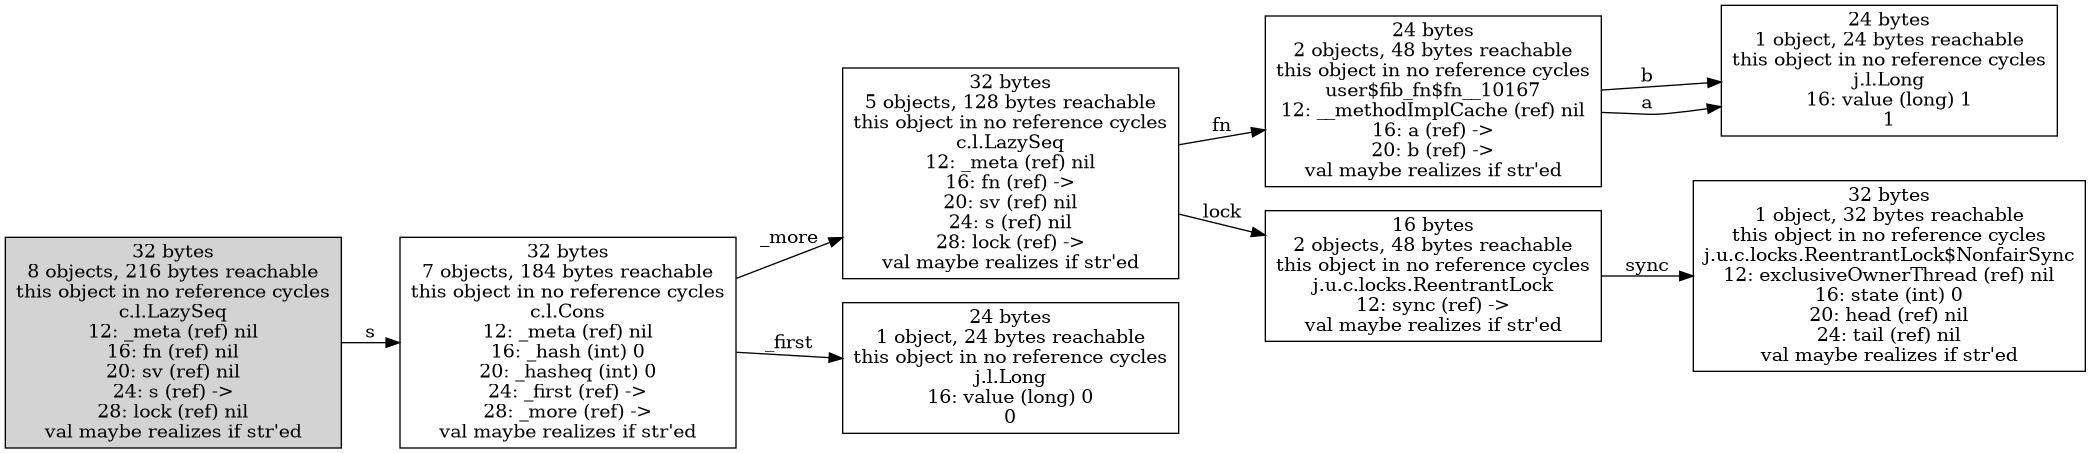 32 bytes
8 objects, 216 bytes reachable
this object in no reference cycles
c.l.LazySeq
12: _meta (ref) nil
16: fn (ref) nil
20: sv (ref) nil
24: s (ref) ->
28: lock (ref) nil
val maybe realizes if str'ed
s
32 bytes
7 objects, 184 bytes reachable
this object in no reference cycles
c.l.Cons
12: _meta (ref) nil
16: _hash (int) 0
20: _hasheq (int) 0
24: _first (ref) ->
28: _more (ref) ->
val maybe realizes if str'ed
_more
_first
32 bytes
5 objects, 128 bytes reachable
this object in no reference cycles
c.l.LazySeq
12: _meta (ref) nil
16: fn (ref) ->
20: sv (ref) nil
24: s (ref) nil
28: lock (ref) ->
val maybe realizes if str'ed
24 bytes
1 object, 24 bytes reachable
this object in no reference cycles
j.l.Long
16: value (long) 0
0
fn
lock
24 bytes
2 objects, 48 bytes reachable
this object in no reference cycles
user$fib_fn$fn__10167
12: __methodImplCache (ref) nil
16: a (ref) ->
20: b (ref) ->
val maybe realizes if str'ed
16 bytes
2 objects, 48 bytes reachable
this object in no reference cycles
j.u.c.locks.ReentrantLock
12: sync (ref) ->
val maybe realizes if str'ed
b
a
sync
24 bytes
1 object, 24 bytes reachable
this object in no reference cycles
j.l.Long
16: value (long) 1
1
32 bytes
1 object, 32 bytes reachable
this object in no reference cycles
j.u.c.locks.ReentrantLock$NonfairSync
12: exclusiveOwnerThread (ref) nil
16: state (int) 0
20: head (ref) nil
24: tail (ref) nil
val maybe realizes if str'ed